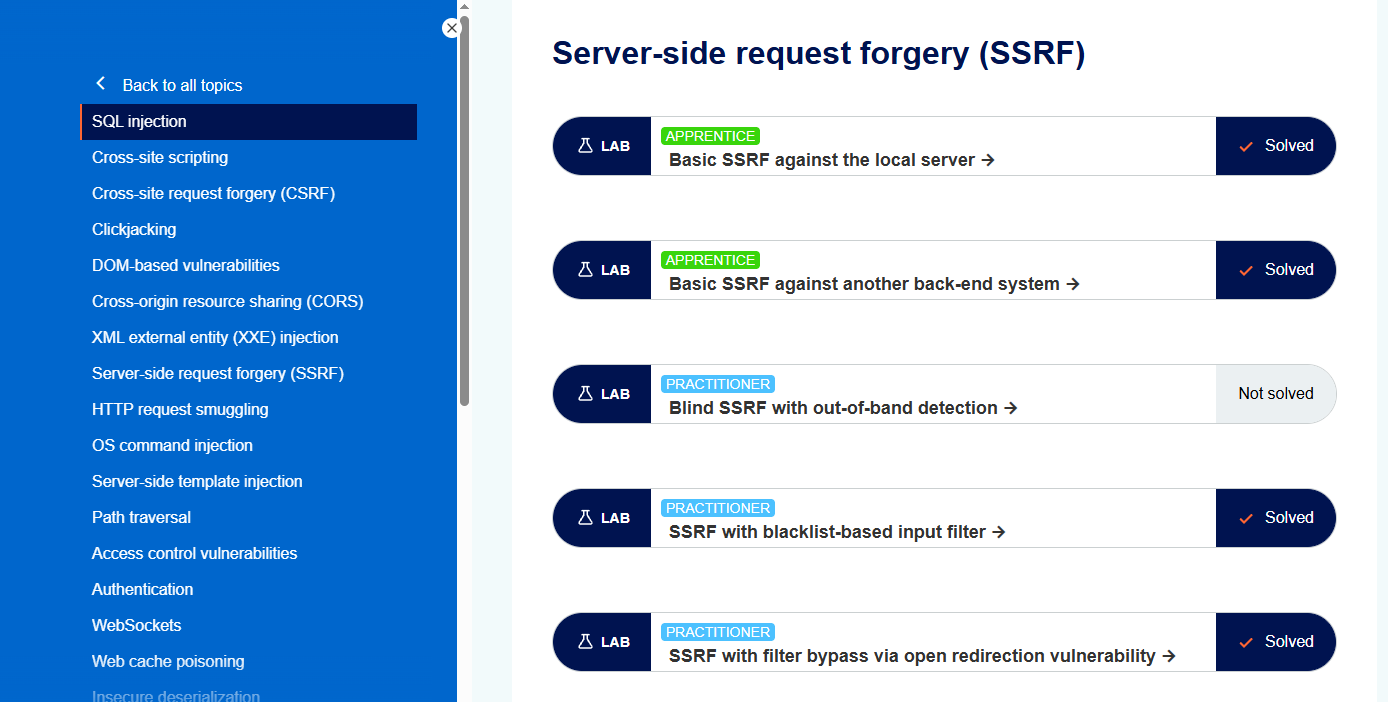 Back to all topics
SQL injection
Cross-site scripting
Cross-site request forgery (CSRF)
Clickjacking
DOM-based vulnerabilities
Cross-origin resource sharing (CORS)
XML external entity (XXE) injection
Server-side request forgery (SSRF)
HTTP request smuggling
OS command injection
Server-side template injection
Path traversal
Access control vulnerabilities
Authentication
WebSockets
Web cache poisoning
Insecure deserialization
Server-side request forgery (SSRF)
LAB
APPRENTICE
Basic SSRF against the local server →
Solved
LAB
APPRENTICE
Basic SSRF against another back-end system →
Solved
LAB
PRACTITIONER
Blind SSRF with out-of-band detection →
Not solved
LAB
PRACTITIONER
SSRF with blacklist-based input filter →
Solved
LAB
PRACTITIONER
SSRF with filter bypass via open redirection vulnerability →
Solved